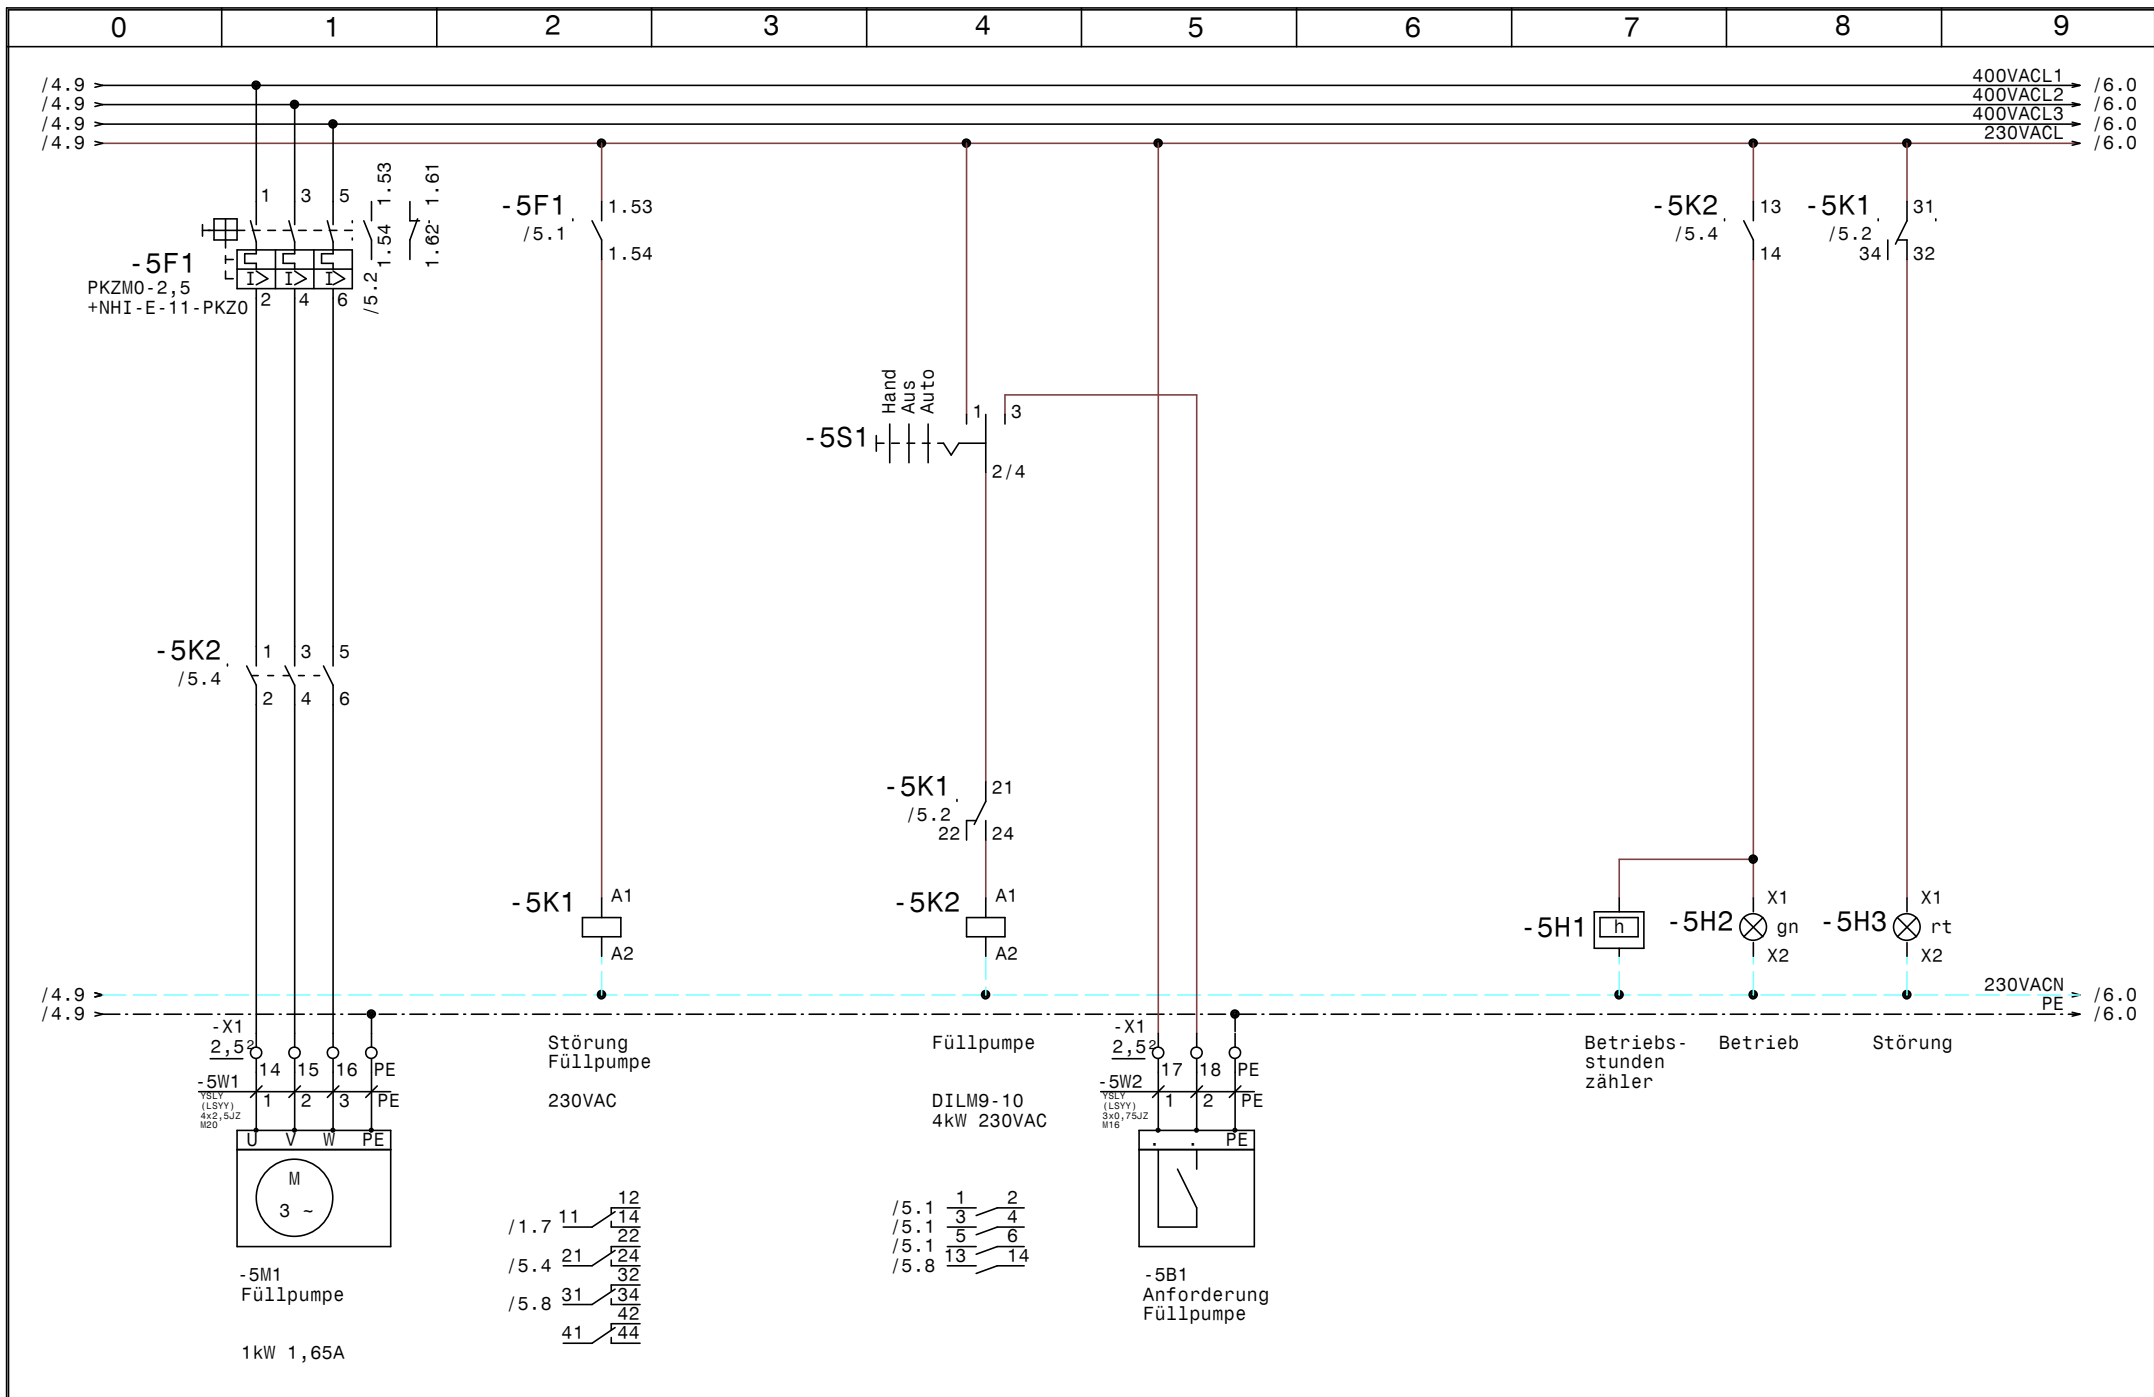 0 1 2 3 4 5 6 7 8 9
/4.9 400VACL1 /6.0
/4.9 400VACL2 /6.0
/4.9 400VACL3 /6.0
/4.9 230VACL /6.0
1 3 5
1.53
1.54
1.61
1.62
/5.2
-5F1
PKZM0-2,5
+NHI-E-11-PKZ0
I> I> I>
2 4 6
-5F1
/5.1
1.53
1.54
-5K2
/5.4
13
14
-5K1
/5.2
31
34 32
Hand
Aus
Auto
-5S1
1 3
2/4
-5K2
/5.4
1 3 5
2 4 6
-5K1
/5.2
21
22 24
-5K1
A1
A2
-5K2
A1
A2
-5H1
h
-5H2
X1
gn
X2
-5H3
X1
rt
X2
/4.9 230VACN /6.0
/4.9 PE /6.0
-X1
2,5²
14 15 16 PE
-5W1
YSLY
(LSYY)
4x2,5JZ
M20
1 2 3 PE
U V W PE
M
3 ~
-5M1
Füllpumpe
1kW 1,65A
Störung
Füllpumpe
230VAC
12
/1.7 11 14
22
/5.4 21 24
32
/5.8 31 34
42
41 44
Füllpumpe
DILM9-10
4kW 230VAC
/5.1 1 2
/5.1 3 4
/5.1 5 6
/5.8 13 14
-X1
2,5²
17 18 PE
-5W2
YSLY
(LSYY)
3x0,75JZ
M16
1 2 PE
. . PE
-5B1
Anforderung
Füllpumpe
Betriebs-
stunden
zähler
Betrieb
Störung